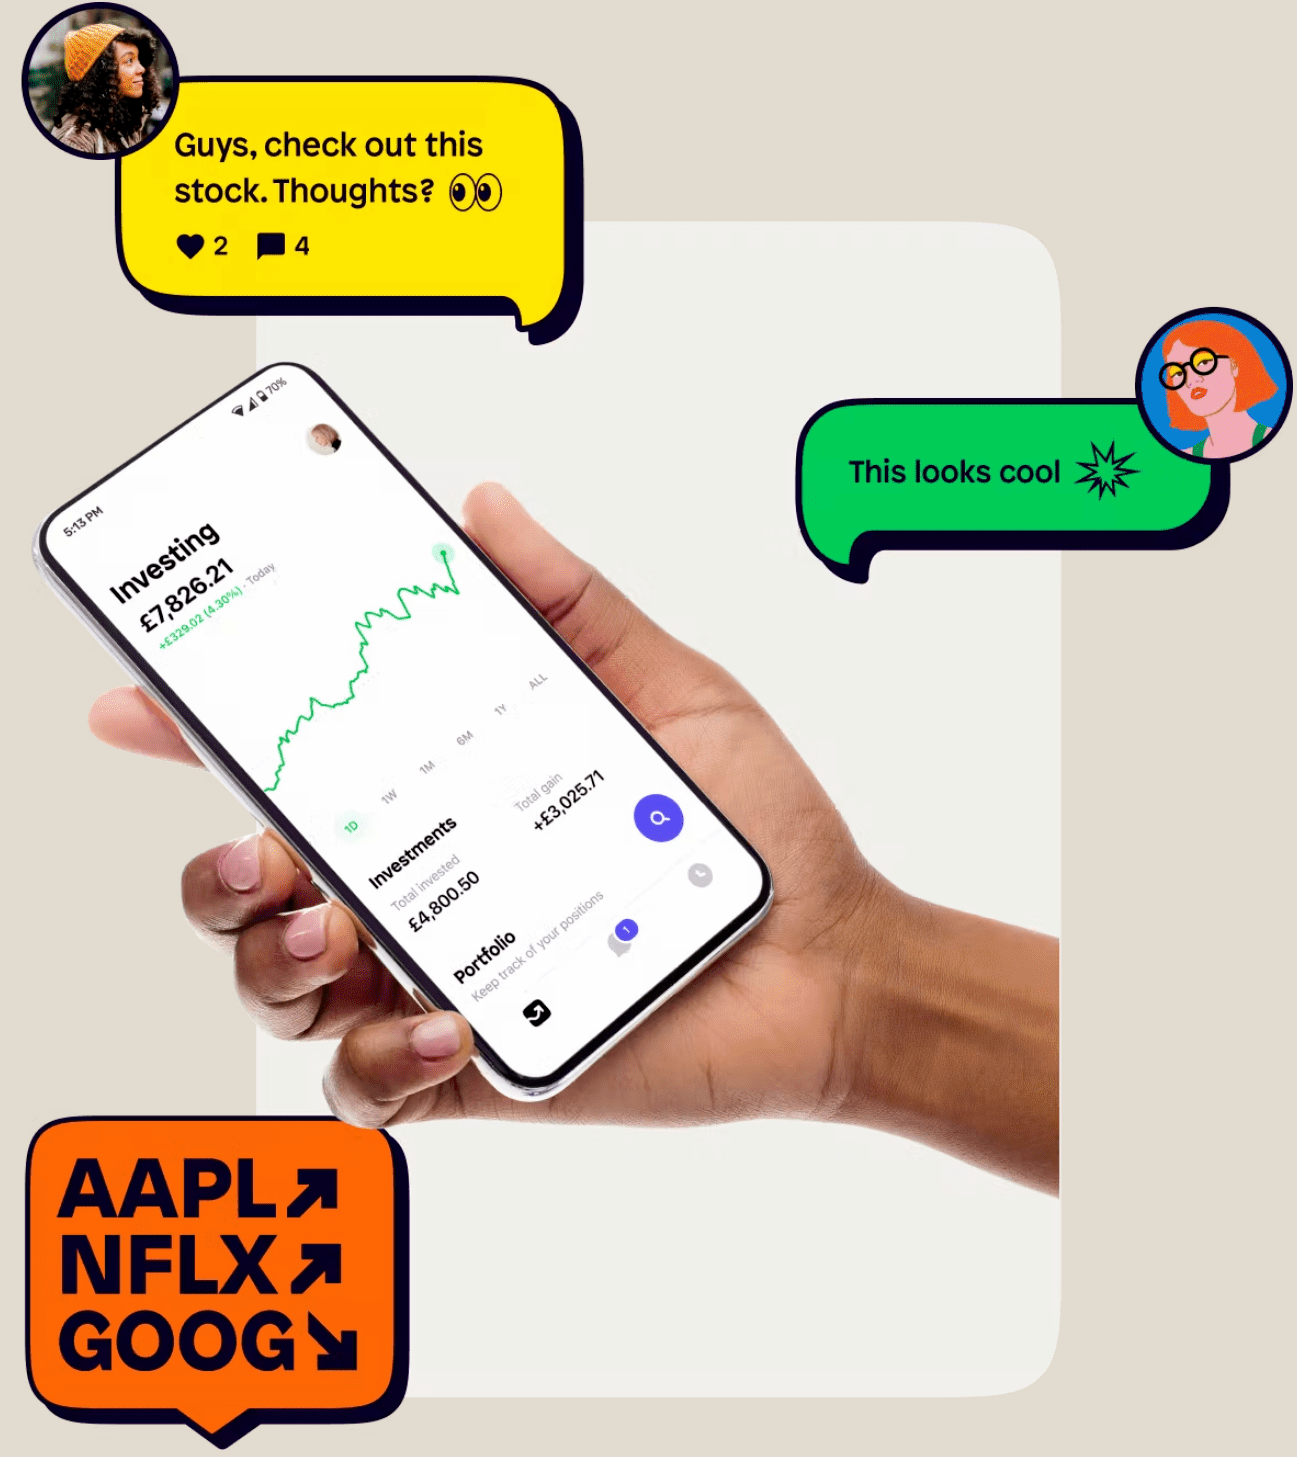 Guys, check out this
stock. Thoughts? 👀
2 4
This looks cool
5:13 PM
70%
Investing
£7,826.21
+£329.02 (4.30%) · Today
1D 1W 1M 6M 1Y ALL
Investments
Total invested
£4,800.50
Total gain
+£3,025.71
Portfolio
Keep track of your positions
1
AAPL↗
NFLX↗
GOOG↘